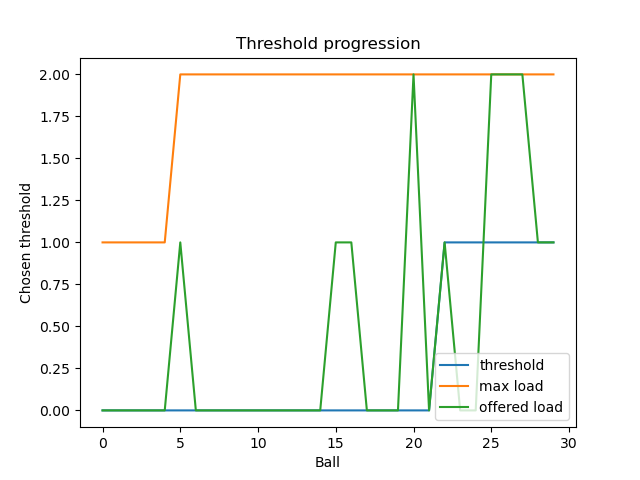 Threshold progression
Chosen threshold
2.00
1.75
1.50
1.25
1.00
0.75
0.50
0.25
0.00
threshold
max load
offered load
0 5 10 15 20 25 30
Ball